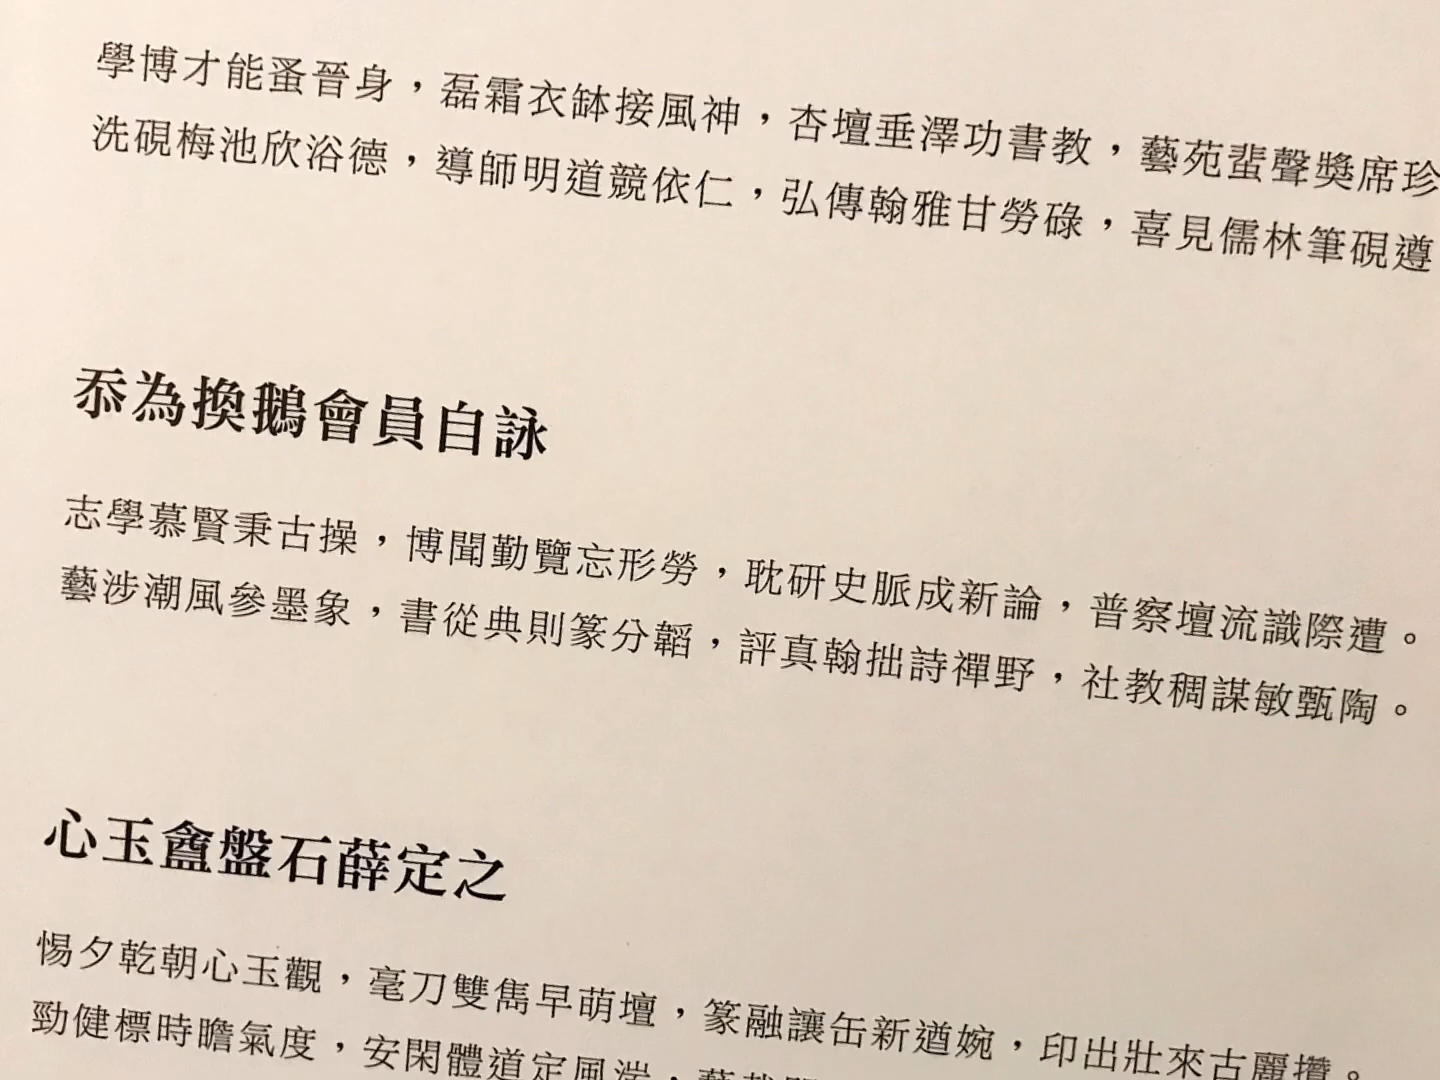 學博才能蚤晉身，磊霜衣缽接風神，杏壇垂澤功書教，藝苑蜚聲獎席珍
洗硯梅池欣浴德，導師明道競依仁，弘傳翰雅甘勞碌，喜見儒林筆硯遵
忝為換鵝會員自詠
志學慕賢秉古操，博聞勤覽忘形勞，耽研史脈成新論，普察壇流識際遭。
藝涉潮風參墨象，書從典則篆分韜，評真翰拙詩禪野，社教稠謀敏甄陶。
心玉盦盤石薛定之
惕夕乾朝心玉觀，毫刀雙雋早萌壇，篆融讓缶新遒婉，印出壯來古麗攢。
勁健標時瞻氣度，安閑體道定風湍，藝